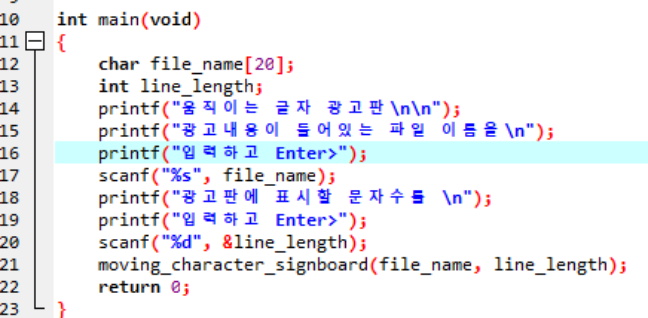 10 int main(void)
11 {
12 char file_name[20];
13 int line_length;
14 printf("움직이는 글자 광고판\n\n");
15 printf("광고내용이 들어있는 파일 이름을\n");
16 printf("입력하고 Enter>");
17 scanf("%s", file_name);
18 printf("광고판에 표시할 문자수를 \n");
19 printf("입력하고 Enter>");
20 scanf("%d", &line_length);
21 moving_character_signboard(file_name, line_length);
22 return 0;
23 }